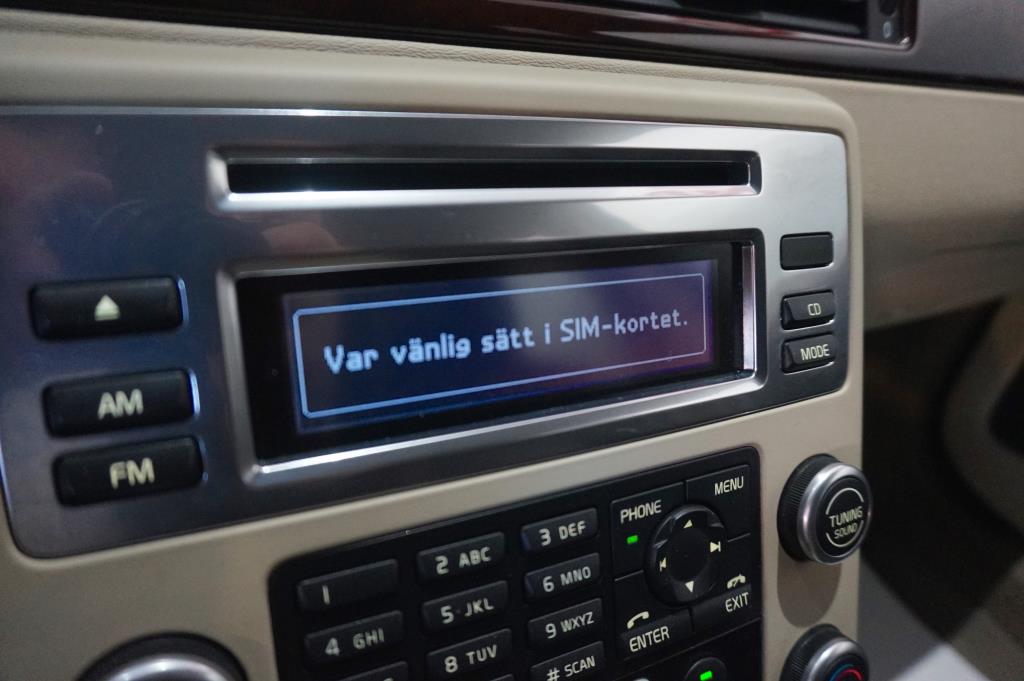 Var vänlig sätt i SIM-kortet.
CD
MODE
AM
FM
PHONE
MENU
1
2 ABC
3 DEF
4 GHI
5 JKL
6 MNO
8 TUV
9 WXYZ
# SCAN
ENTER
EXIT
TUNING
SOUND